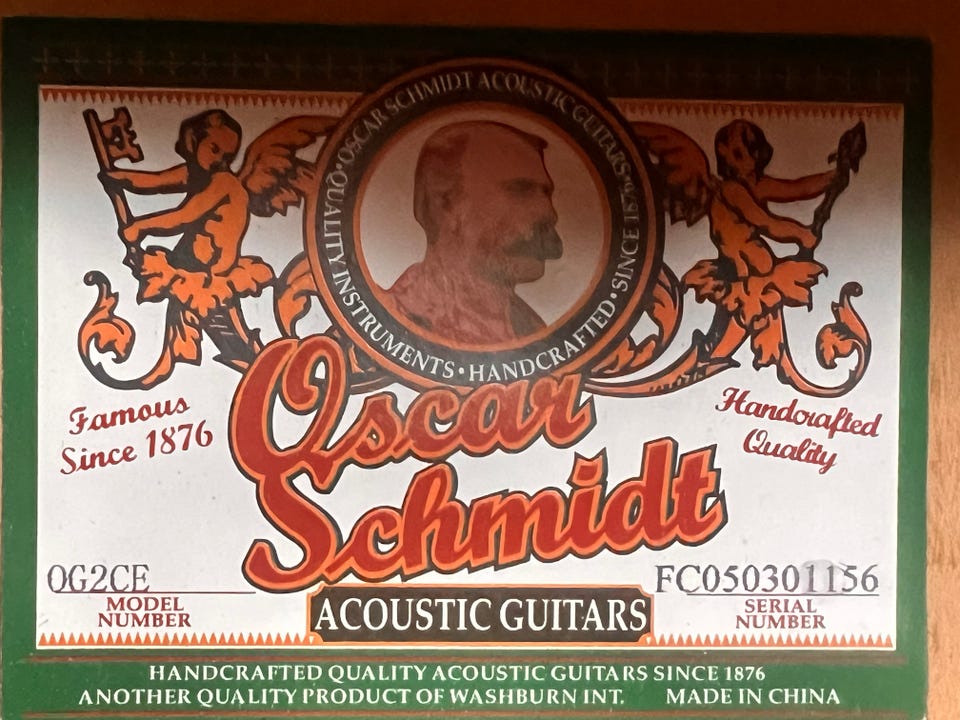 OSCAR SCHMIDT ACOUSTIC GUITARS • SINCE 1876 • HANDCRAFTED • QUALITY INSTRUMENTS •
Famous
Since 1876
Handcrafted
Quality
Oscar
Schmidt
OG2CE
MODEL
NUMBER
FC050301156
SERIAL
NUMBER
ACOUSTIC GUITARS
HANDCRAFTED QUALITY ACOUSTIC GUITARS SINCE 1876
ANOTHER QUALITY PRODUCT OF WASHBURN INT. MADE IN CHINA